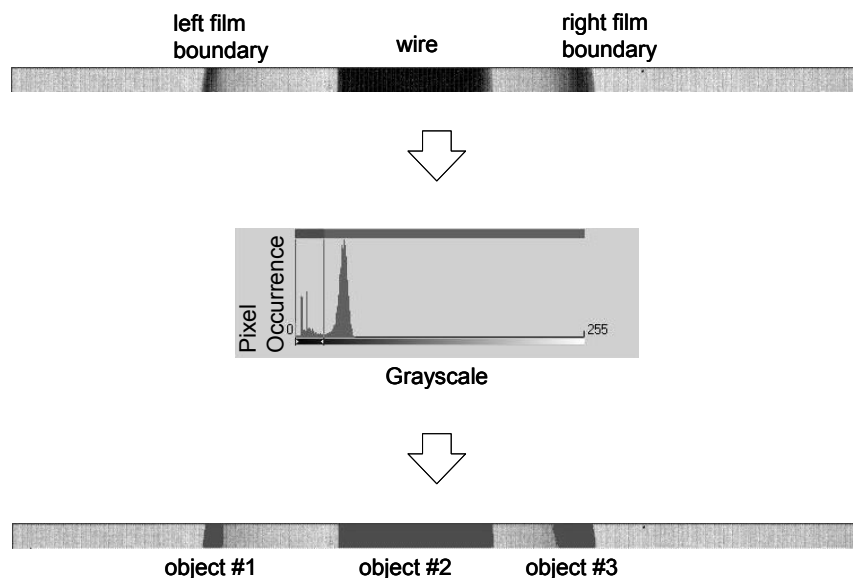 left film
boundary
wire
right film
boundary
Pixel
Occurrence
0
255
Grayscale
object #1
object #2
object #3